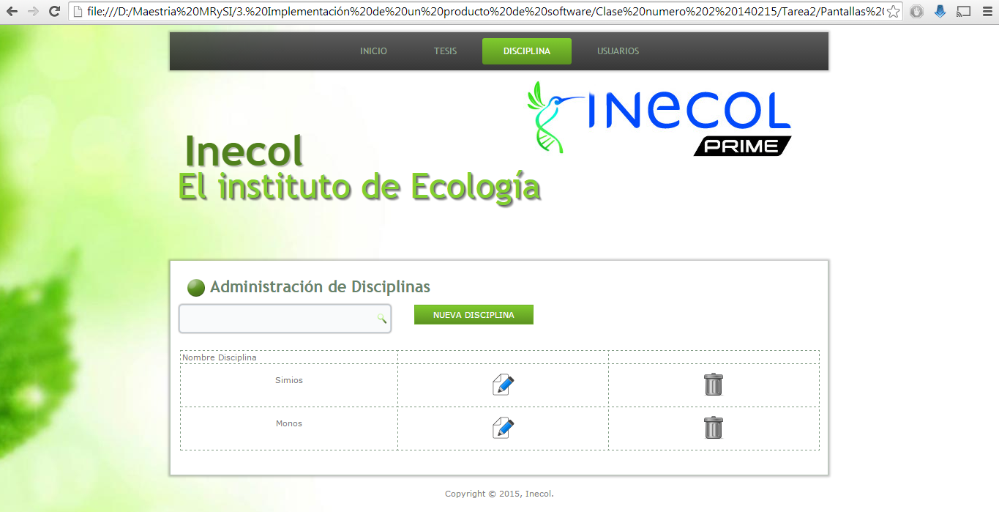 file:///D:/Maestria%20MRySI/3.%20Implementación%20de%20un%20producto%20de%20software/Clase%20numero%202%20140215/Tarea2/Pantallas%20
INICIO TESIS DISCIPLINA USUARIOS
INECOL
PRIME
Inecol
El instituto de Ecología
Administración de Disciplinas
NUEVA DISCIPLINA
Nombre Disciplina
Simios
Monos
Copyright © 2015, Inecol.